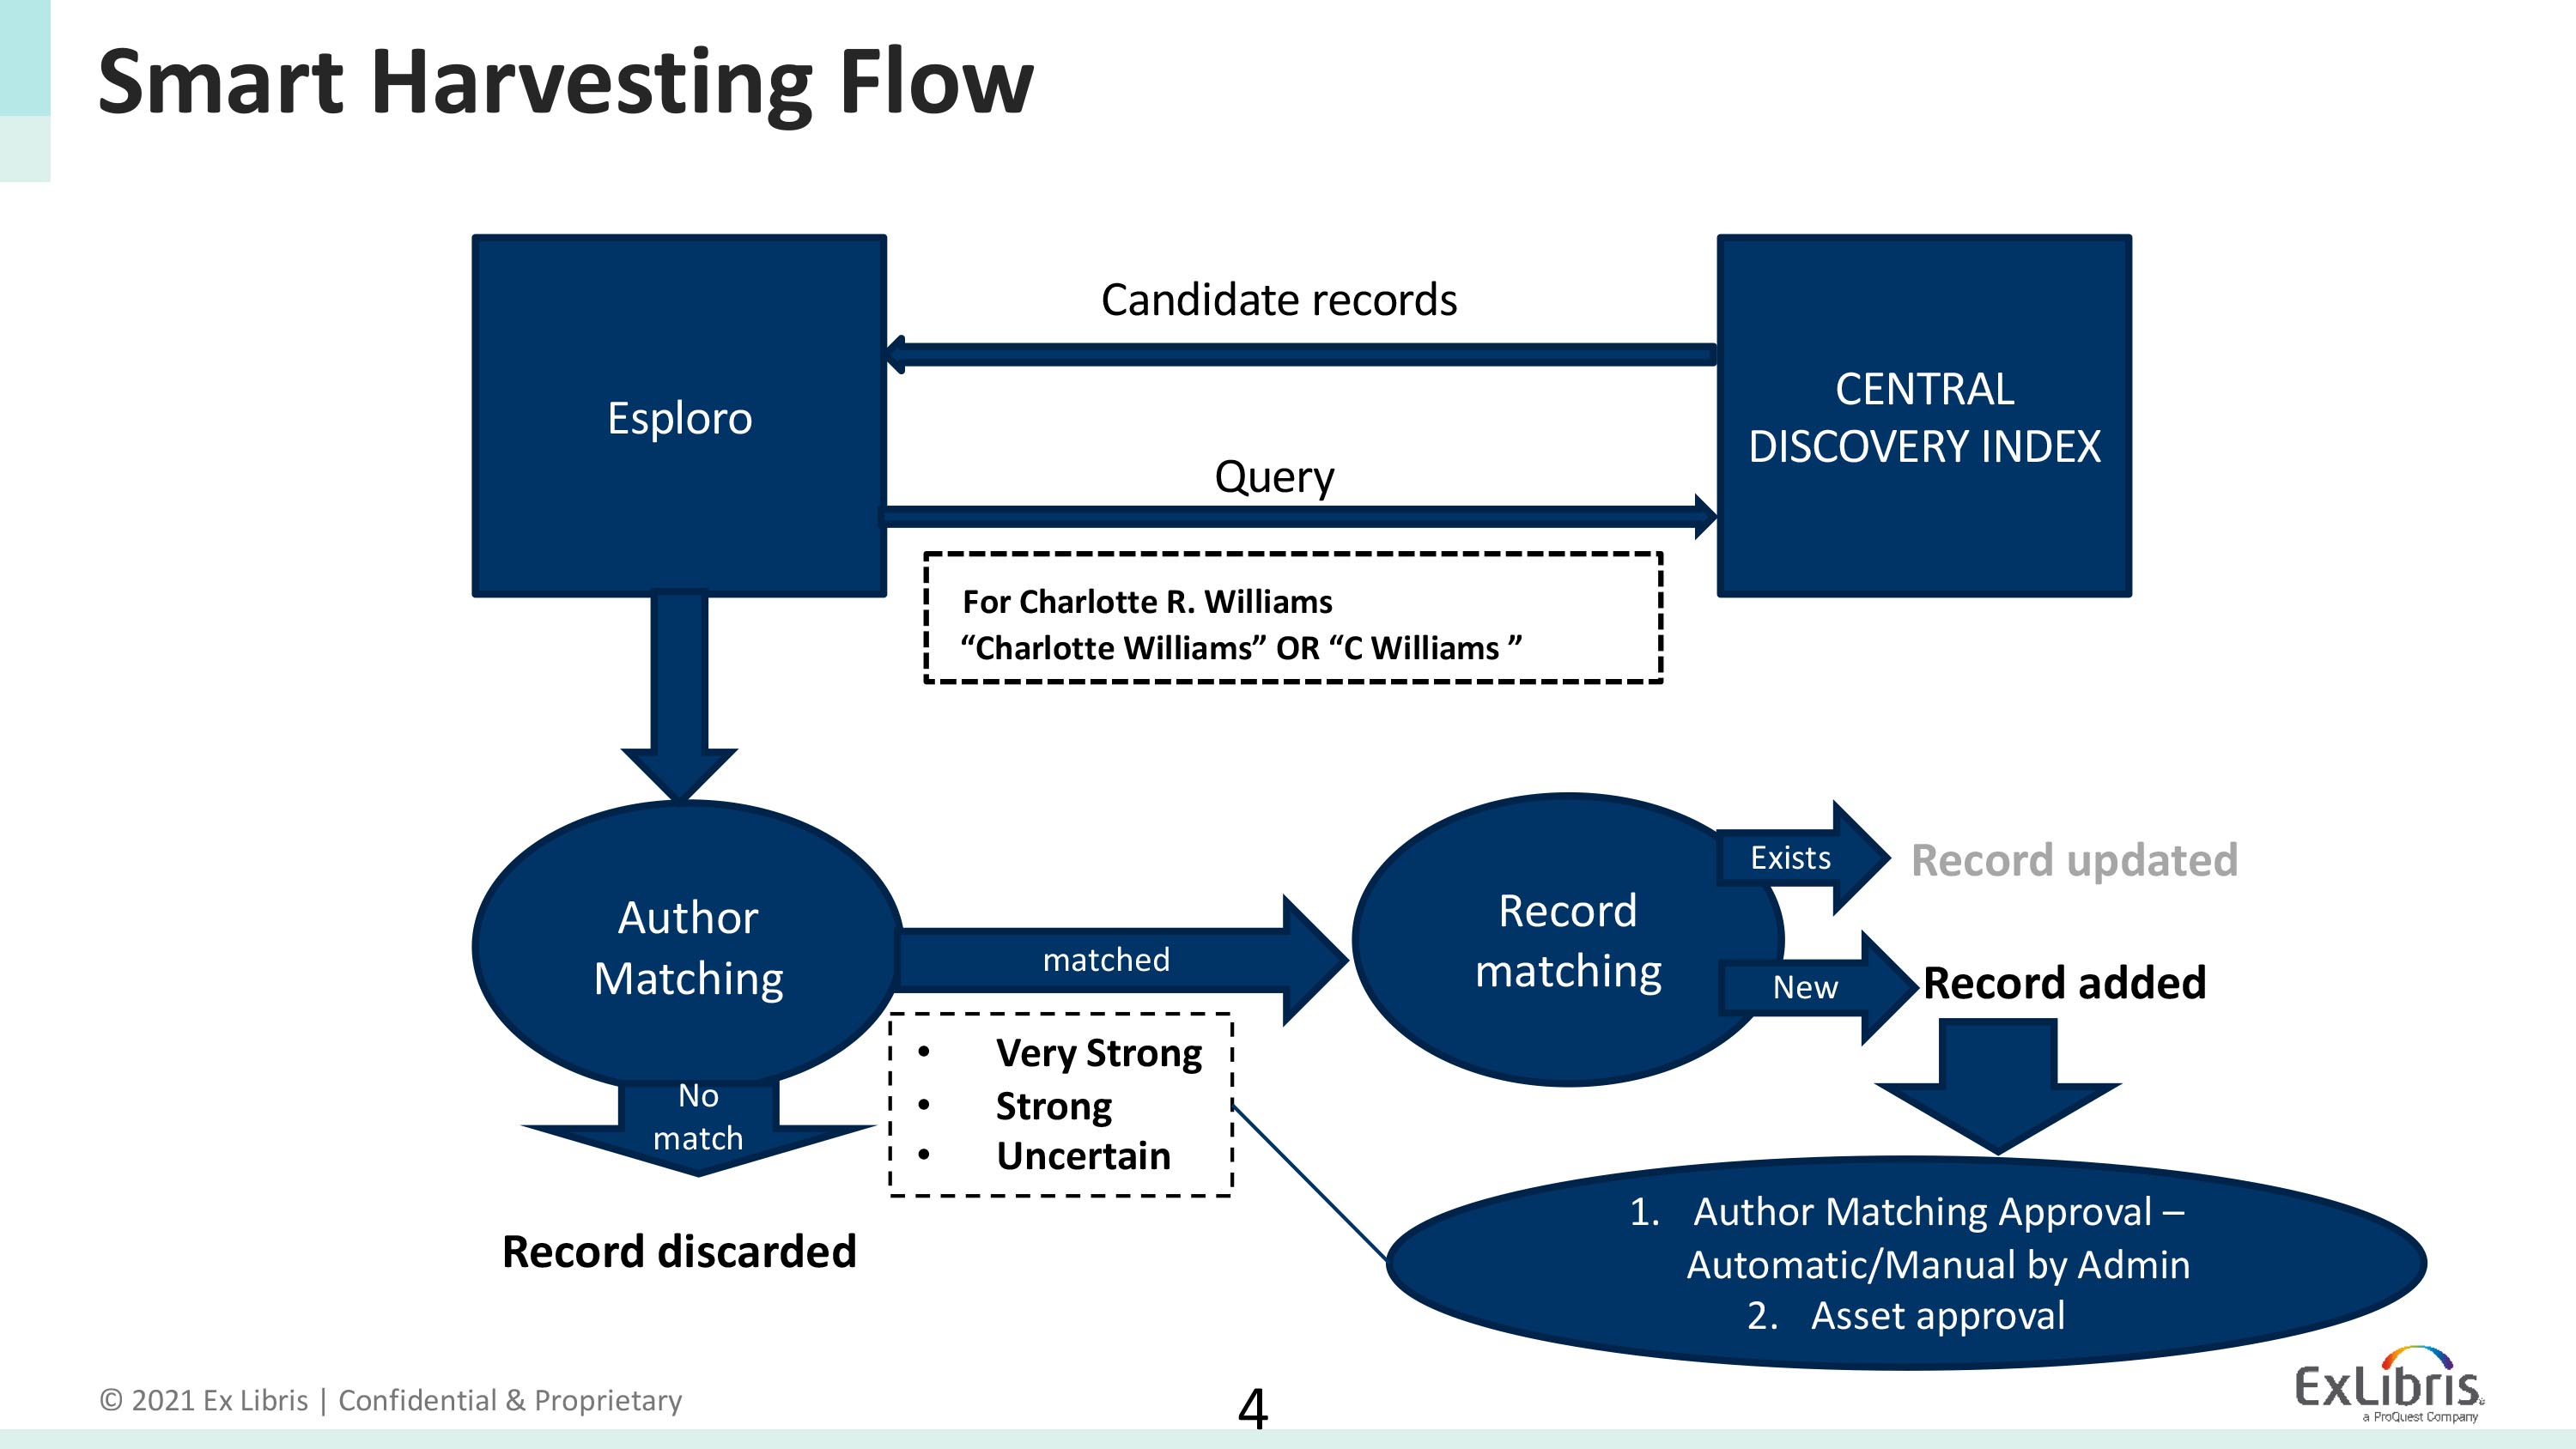 Smart Harvesting Flow
Esploro
Candidate records
Query
CENTRAL
DISCOVERY INDEX
For Charlotte R. Williams
“Charlotte Williams” OR “C Williams ”
Author
Matching
matched
Record
matching
Exists
Record updated
New
Record added
No
match
Record discarded
• Very Strong
• Strong
• Uncertain
1. Author Matching Approval –
Automatic/Manual by Admin
2. Asset approval
© 2021 Ex Libris | Confidential & Proprietary
4
ExLibris
a ProQuest Company